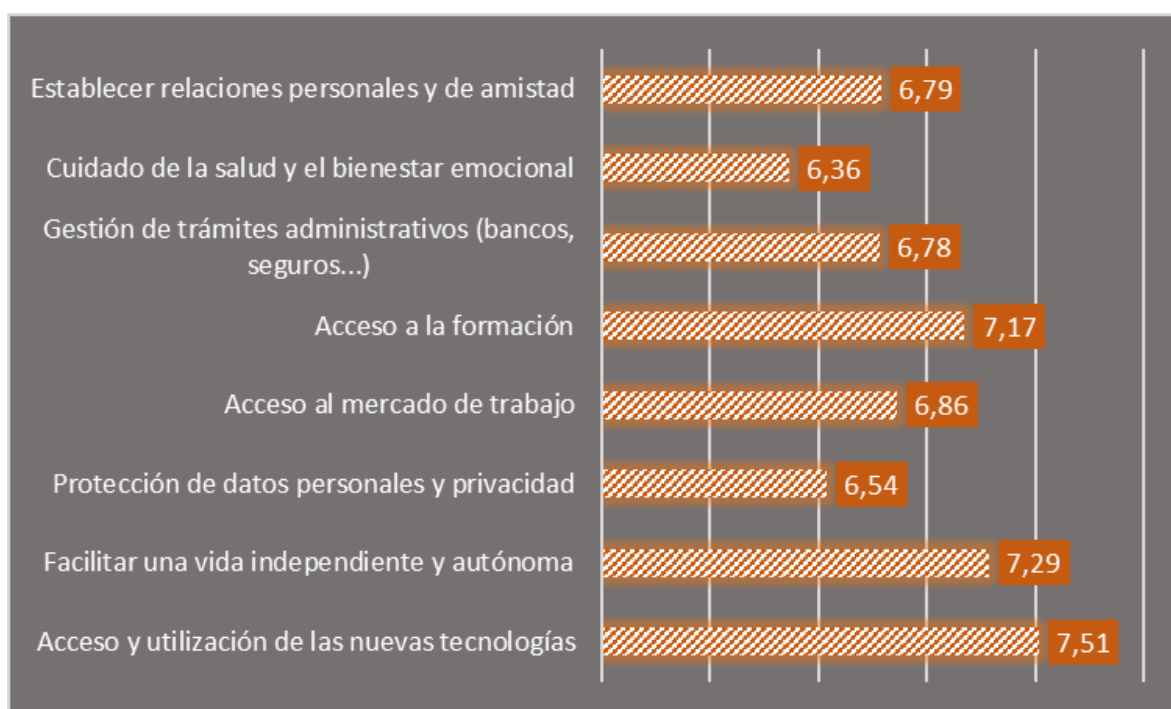 Establecer relaciones personales y de amistad
6,79
Cuidado de la salud y el bienestar emocional
6,36
Gestión de trámites administrativos (bancos,
seguros...)
6,78
Acceso a la formación
7,17
Acceso al mercado de trabajo
6,86
Protección de datos personales y privacidad
6,54
Facilitar una vida independiente y autónoma
7,29
Acceso y utilización de las nuevas tecnologías
7,51